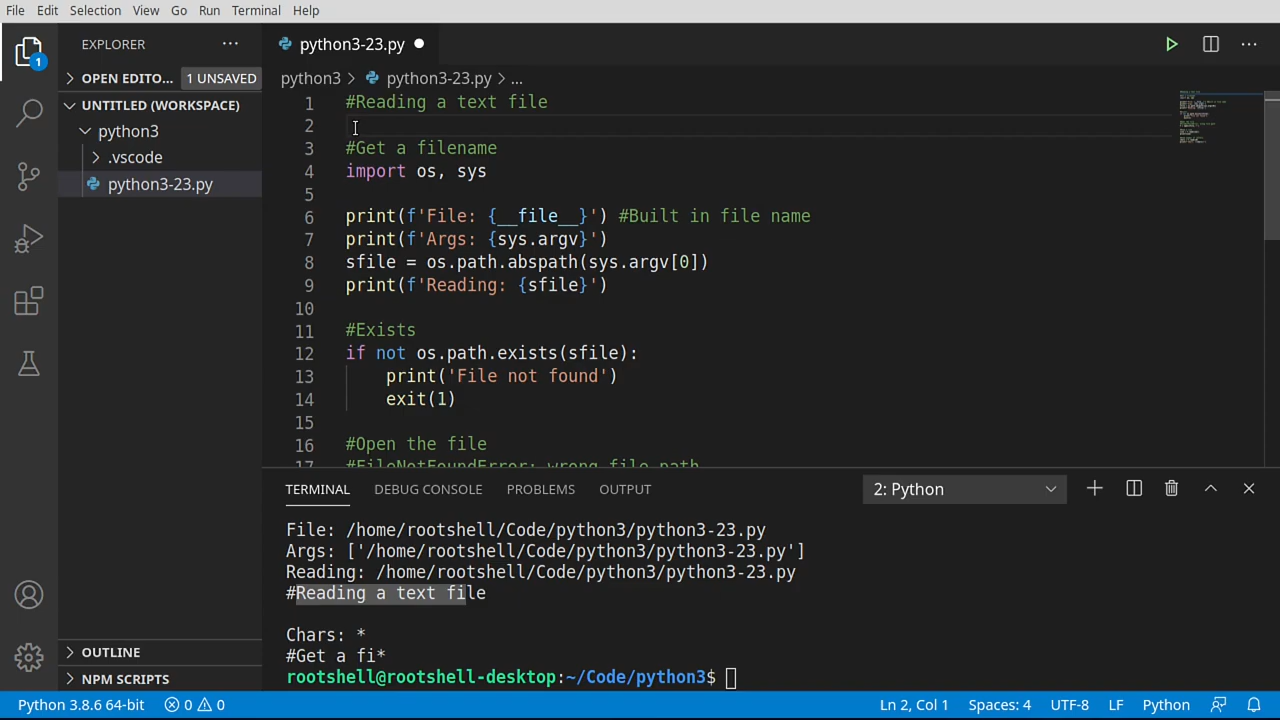 File Edit Selection View Go Run Terminal Help
EXPLORER
python3-23.py
1
OPEN EDITO... 1 UNSAVED
python3 > python3-23.py > ...
UNTITLED (WORKSPACE)
python3
.vscode
python3-23.py
1 #Reading a text file
2
3 #Get a filename
4 import os, sys
5
6 print(f'File: {__file__}') #Built in file name
7 print(f'Args: {sys.argv}')
8 sfile = os.path.abspath(sys.argv[0])
9 print(f'Reading: {sfile}')
10
11 #Exists
12 if not os.path.exists(sfile):
13 print('File not found')
14 exit(1)
15
16 #Open the file
17 #FileNotFoundError: wrong file path
TERMINAL DEBUG CONSOLE PROBLEMS OUTPUT 2: Python
File: /home/rootshell/Code/python3/python3-23.py
Args: ['/home/rootshell/Code/python3/python3-23.py']
Reading: /home/rootshell/Code/python3/python3-23.py
#Reading a text file
Chars: *
#Get a fi*
rootshell@rootshell-desktop:~/Code/python3$
OUTLINE
NPM SCRIPTS
Python 3.8.6 64-bit 0 0 Ln 2, Col 1 Spaces: 4 UTF-8 LF Python